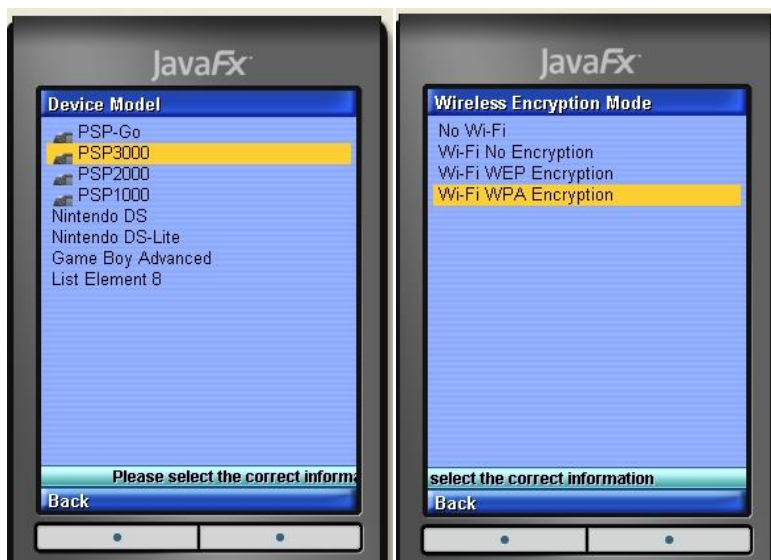 JavaFx
Device Model
PSP-Go
PSP3000
PSP2000
PSP1000
Nintendo DS
Nintendo DS-Lite
Game Boy Advanced
List Element 8
Please select the correct informa
Back
JavaFx
Wireless Encryption Mode
No Wi-Fi
Wi-Fi No Encryption
Wi-Fi WEP Encryption
Wi-Fi WPA Encryption
select the correct information
Back